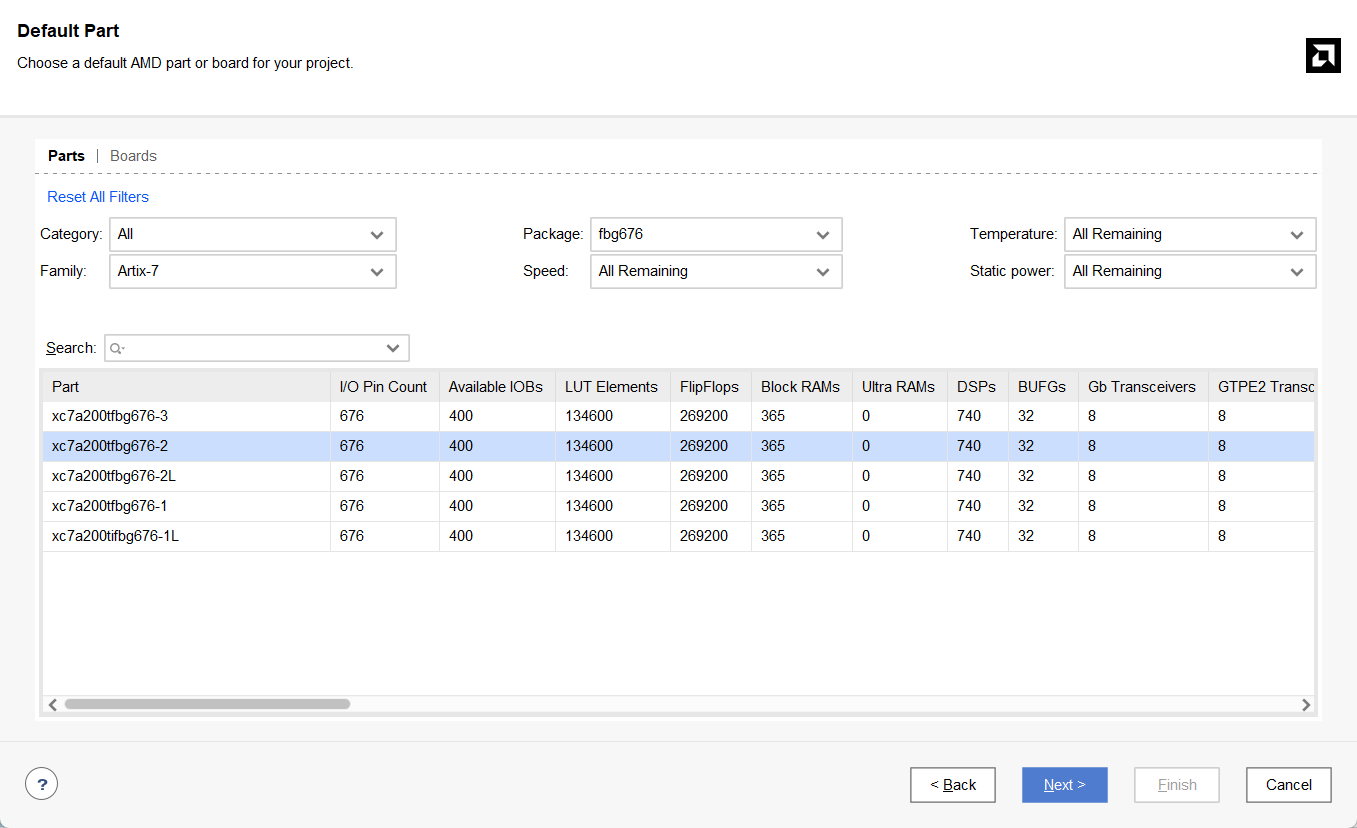 Default Part
Choose a default AMD part or board for your project.
Parts | Boards
Reset All Filters
Category: All Package: fbg676 Temperature: All Remaining
Family: Artix-7 Speed: All Remaining Static power: All Remaining
Search:
Part I/O Pin Count Available IOBs LUT Elements FlipFlops Block RAMs Ultra RAMs DSPs BUFGs Gb Transceivers GTPE2 Transc
xc7a200tfbg676-3 676 400 134600 269200 365 0 740 32 8 8
xc7a200tfbg676-2 676 400 134600 269200 365 0 740 32 8 8
xc7a200tfbg676-2L 676 400 134600 269200 365 0 740 32 8 8
xc7a200tfbg676-1 676 400 134600 269200 365 0 740 32 8 8
xc7a200tifbg676-1L 676 400 134600 269200 365 0 740 32 8 8
? < Back Next > Finish Cancel